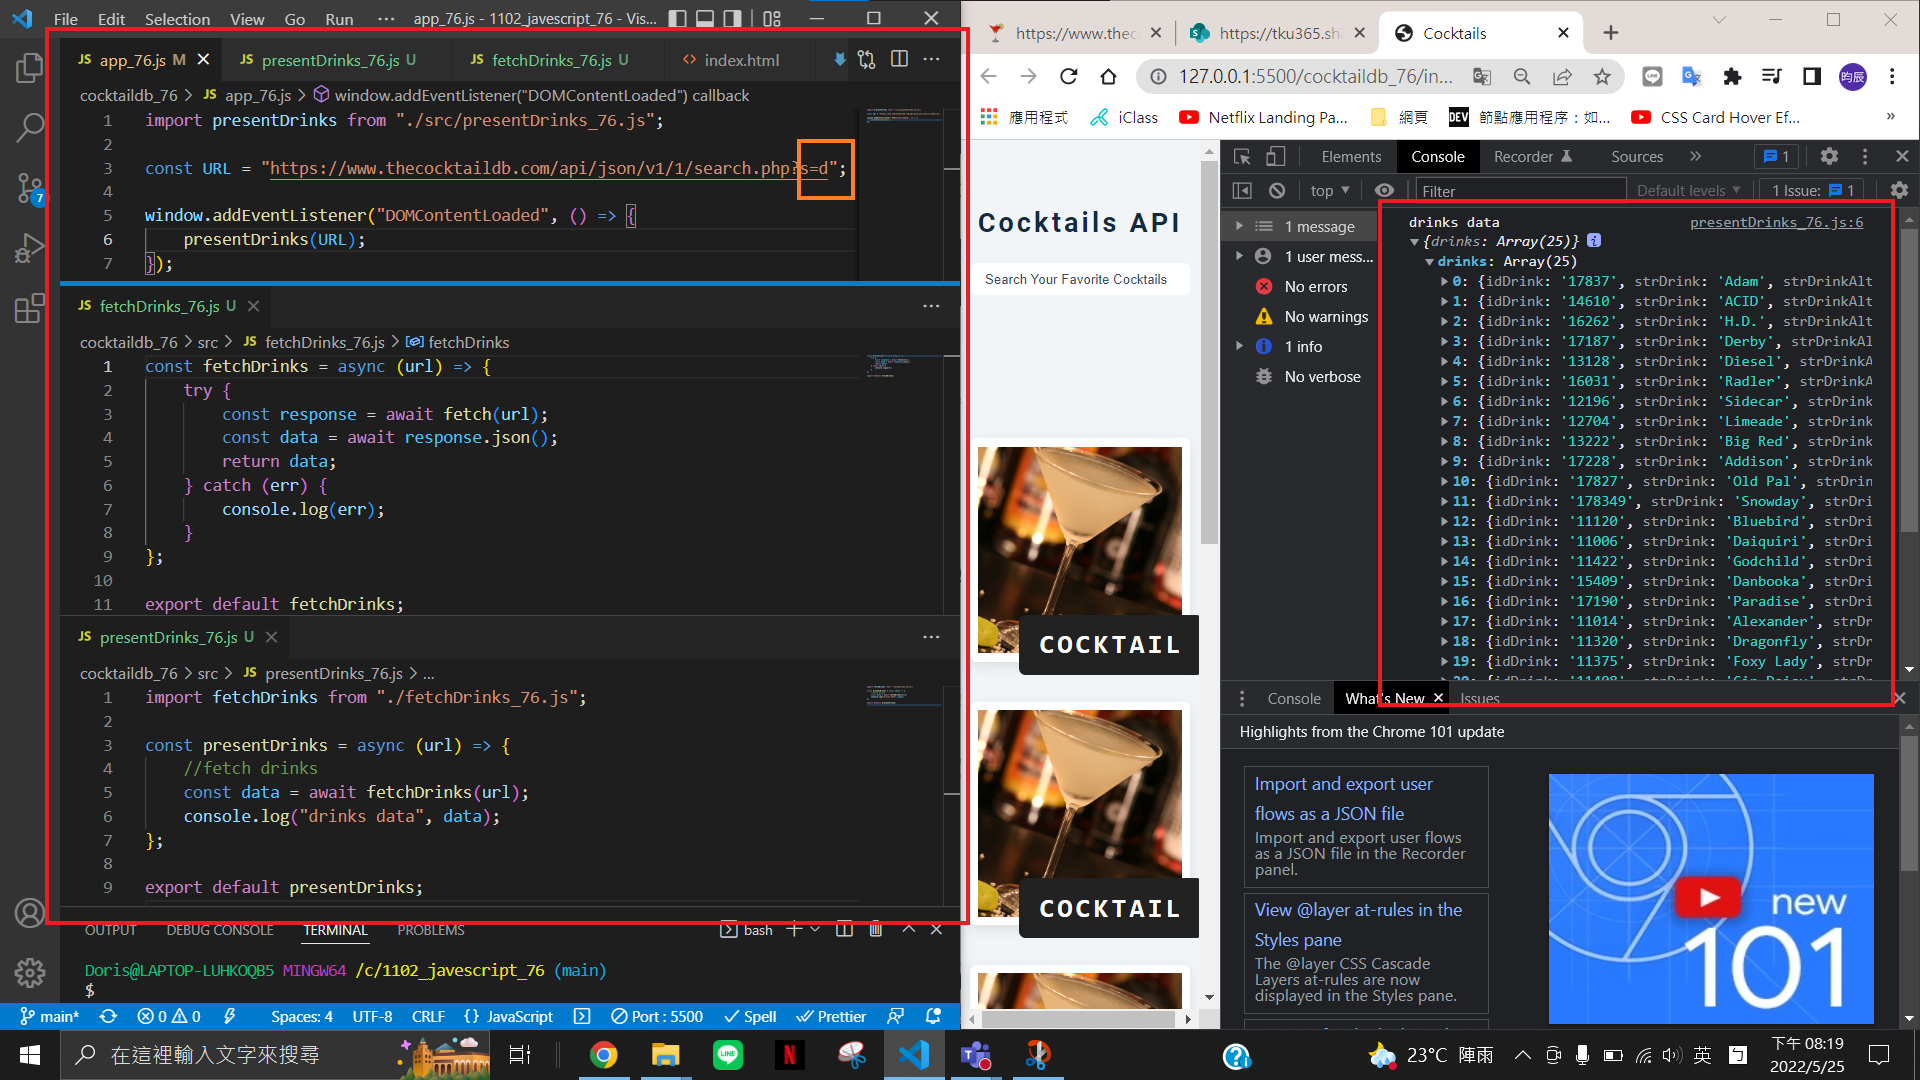 File Edit Selection View Go Run ··· app_76.js - 1102_javescript_76 - Vis...
JS app_76.js M
JS presentDrinks_76.js U
JS fetchDrinks_76.js U
<> index.html
cocktaildb_76 > JS app_76.js > window.addEventListener("DOMContentLoaded") callback
1 import presentDrinks from "./src/presentDrinks_76.js";
2
3 const URL = "https://www.thecocktaildb.com/api/json/v1/1/search.php?s=d";
4
5 window.addEventListener("DOMContentLoaded", () => {
6 presentDrinks(URL);
7 });
JS fetchDrinks_76.js U
cocktaildb_76 > src > JS fetchDrinks_76.js > fetchDrinks
1 const fetchDrinks = async (url) => {
2 try {
3 const response = await fetch(url);
4 const data = await response.json();
5 return data;
6 } catch (err) {
7 console.log(err);
8 }
9 };
10
11 export default fetchDrinks;
JS presentDrinks_76.js U
cocktaildb_76 > src > JS presentDrinks_76.js > ...
1 import fetchDrinks from "./fetchDrinks_76.js";
2
3 const presentDrinks = async (url) => {
4 //fetch drinks
5 const data = await fetchDrinks(url);
6 console.log("drinks data", data);
7 };
8
9 export default presentDrinks;
OUTPUT DEBUG CONSOLE TERMINAL PROBLEMS
bash
Doris@LAPTOP-LUHKOQB5 MINGW64 /c/1102_javescript_76 (main)
$
7
main* 0 0 Spaces: 4 UTF-8 CRLF {} JavaScript Port : 5500 Spell Prettier
https://www.thec
https://tku365.sh
Cocktails
127.0.0.1:5500/cocktaildb_76/in...
昀辰
應用程式
iClass
Netflix Landing Pa...
網頁
DEV 節點應用程序：如...
CSS Card Hover Ef...
»
Cocktails API
Search Your Favorite Cocktails
COCKTAIL
COCKTAIL
Elements Console Recorder Sources » 1
top Filter Default levels 1 Issue: 1
1 message
1 user mess...
No errors
No warnings
1 info
No verbose
drinks data presentDrinks_76.js:6
{drinks: Array(25)} i
drinks: Array(25)
0: {idDrink: '17837', strDrink: 'Adam', strDrinkAlt
1: {idDrink: '14610', strDrink: 'ACID', strDrinkAlt
2: {idDrink: '16262', strDrink: 'H.D.', strDrinkAlt
3: {idDrink: '17187', strDrink: 'Derby', strDrinkAl
4: {idDrink: '13128', strDrink: 'Diesel', strDrinkA
5: {idDrink: '16031', strDrink: 'Radler', strDrinkA
6: {idDrink: '12196', strDrink: 'Sidecar', strDrink
7: {idDrink: '12704', strDrink: 'Limeade', strDrink
8: {idDrink: '13222', strDrink: 'Big Red', strDrink
9: {idDrink: '17228', strDrink: 'Addison', strDrink
10: {idDrink: '17827', strDrink: 'Old Pal', strDrin
11: {idDrink: '178349', strDrink: 'Snowday', strDri
12: {idDrink: '11120', strDrink: 'Bluebird', strDri
13: {idDrink: '11006', strDrink: 'Daiquiri', strDri
14: {idDrink: '11422', strDrink: 'Godchild', strDri
15: {idDrink: '15409', strDrink: 'Danbooka', strDri
16: {idDrink: '17190', strDrink: 'Paradise', strDri
17: {idDrink: '11014', strDrink: 'Alexander', strDr
18: {idDrink: '11320', strDrink: 'Dragonfly', strDr
19: {idDrink: '11375', strDrink: 'Foxy Lady', strDr
Console What's New Issues
Highlights from the Chrome 101 update
Import and export user
flows as a JSON file
Import and export user flows
as a JSON file in the Recorder
panel.
View @layer at-rules in the
Styles pane
The @layer CSS Cascade
Layers at-rules are now
displayed in the Styles pane.
new
101
在這裡輸入文字來搜尋
LINE
23°C 陣雨
英
下午 08:19
2022/5/25